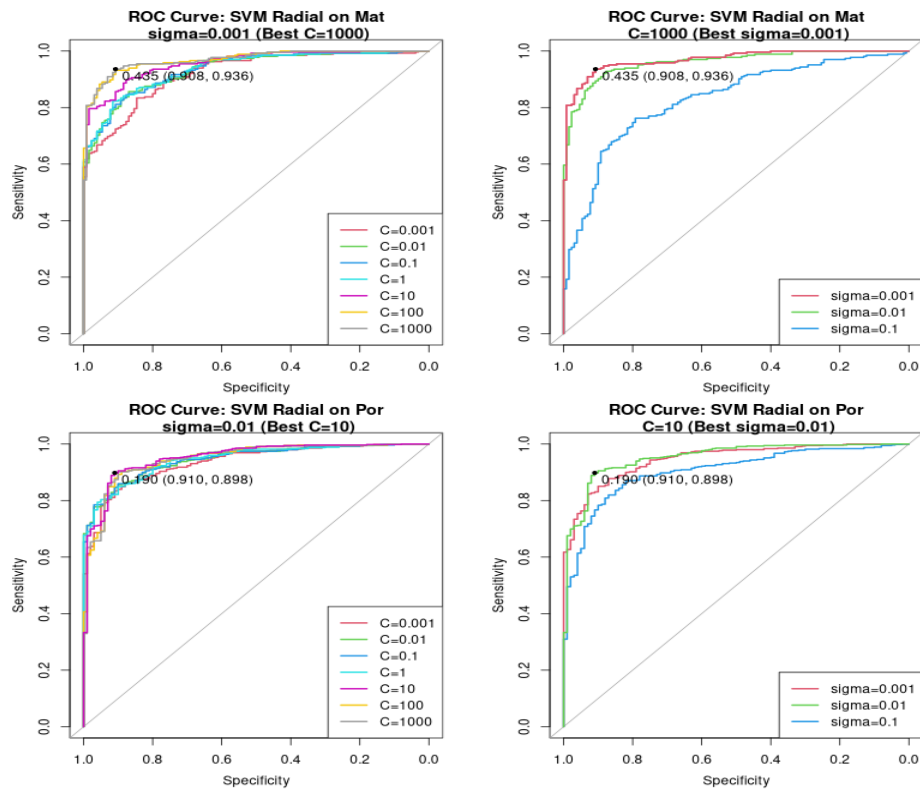 ROC Curve: SVM Radial on Mat
sigma=0.001 (Best C=1000)
Sensitivity
1.0
0.8
0.6
0.4
0.2
0.0
0.435 (0.908, 0.936)
C=0.001
C=0.01
C=0.1
C=1
C=10
C=100
C=1000
1.0 0.8 0.6 0.4 0.2 0.0
Specificity
ROC Curve: SVM Radial on Mat
C=1000 (Best sigma=0.001)
Sensitivity
1.0
0.8
0.6
0.4
0.2
0.0
0.435 (0.908, 0.936)
sigma=0.001
sigma=0.01
sigma=0.1
1.0 0.8 0.6 0.4 0.2 0.0
Specificity
ROC Curve: SVM Radial on Por
sigma=0.01 (Best C=10)
Sensitivity
1.0
0.8
0.6
0.4
0.2
0.0
0.190 (0.910, 0.898)
C=0.001
C=0.01
C=0.1
C=1
C=10
C=100
C=1000
1.0 0.8 0.6 0.4 0.2 0.0
Specificity
ROC Curve: SVM Radial on Por
C=10 (Best sigma=0.01)
Sensitivity
1.0
0.8
0.6
0.4
0.2
0.0
0.190 (0.910, 0.898)
sigma=0.001
sigma=0.01
sigma=0.1
1.0 0.8 0.6 0.4 0.2 0.0
Specificity